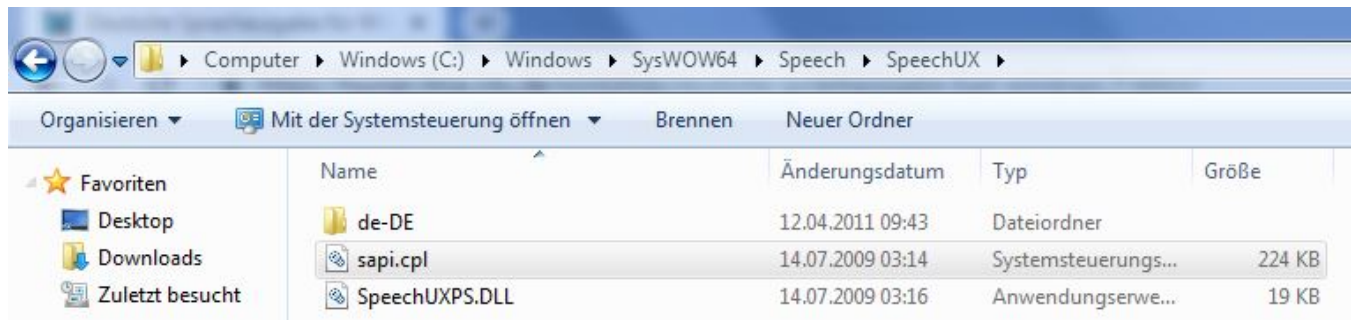 Computer Windows (C:) Windows SysWOW64 Speech SpeechUX
Organisieren Mit der Systemsteuerung öffnen Brennen Neuer Ordner
Favoriten Name Änderungsdatum Typ Größe
Desktop de-DE 12.04.2011 09:43 Dateiordner
Downloads sapi.cpl 14.07.2009 03:14 Systemsteuerungs... 224 KB
Zuletzt besucht SpeechUXPS.DLL 14.07.2009 03:16 Anwendungserwe... 19 KB